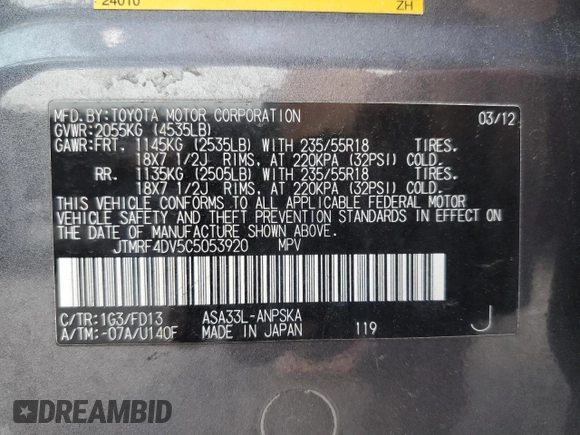 24010 ZH
MFD.BY:TOYOTA MOTOR CORPORATION 03/12
GVWR:2055KG (4535LB)
GAWR:FRT. 1145KG (2535LB) WITH 235/55R18 TIRES.
18X7 1/2J RIMS, AT 220KPA (32PSI) COLD.
RR. 1135KG (2505LB) WITH 235/55R18 TIRES.
18X7 1/2J RIMS, AT 220KPA (32PSI) COLD.
THIS VEHICLE CONFORMS TO ALL APPLICABLE FEDERAL MOTOR
VEHICLE SAFETY AND THEFT PREVENTION STANDARDS IN EFFECT ON
THE DATE OF MANUFACTURE SHOWN ABOVE.
JTMRF4DV5C5053920 MPV
C/TR:1G3/FD13 ASA33L-ANPSKA
A/TM:-07A/U140F MADE IN JAPAN 119 J
DREAMBID